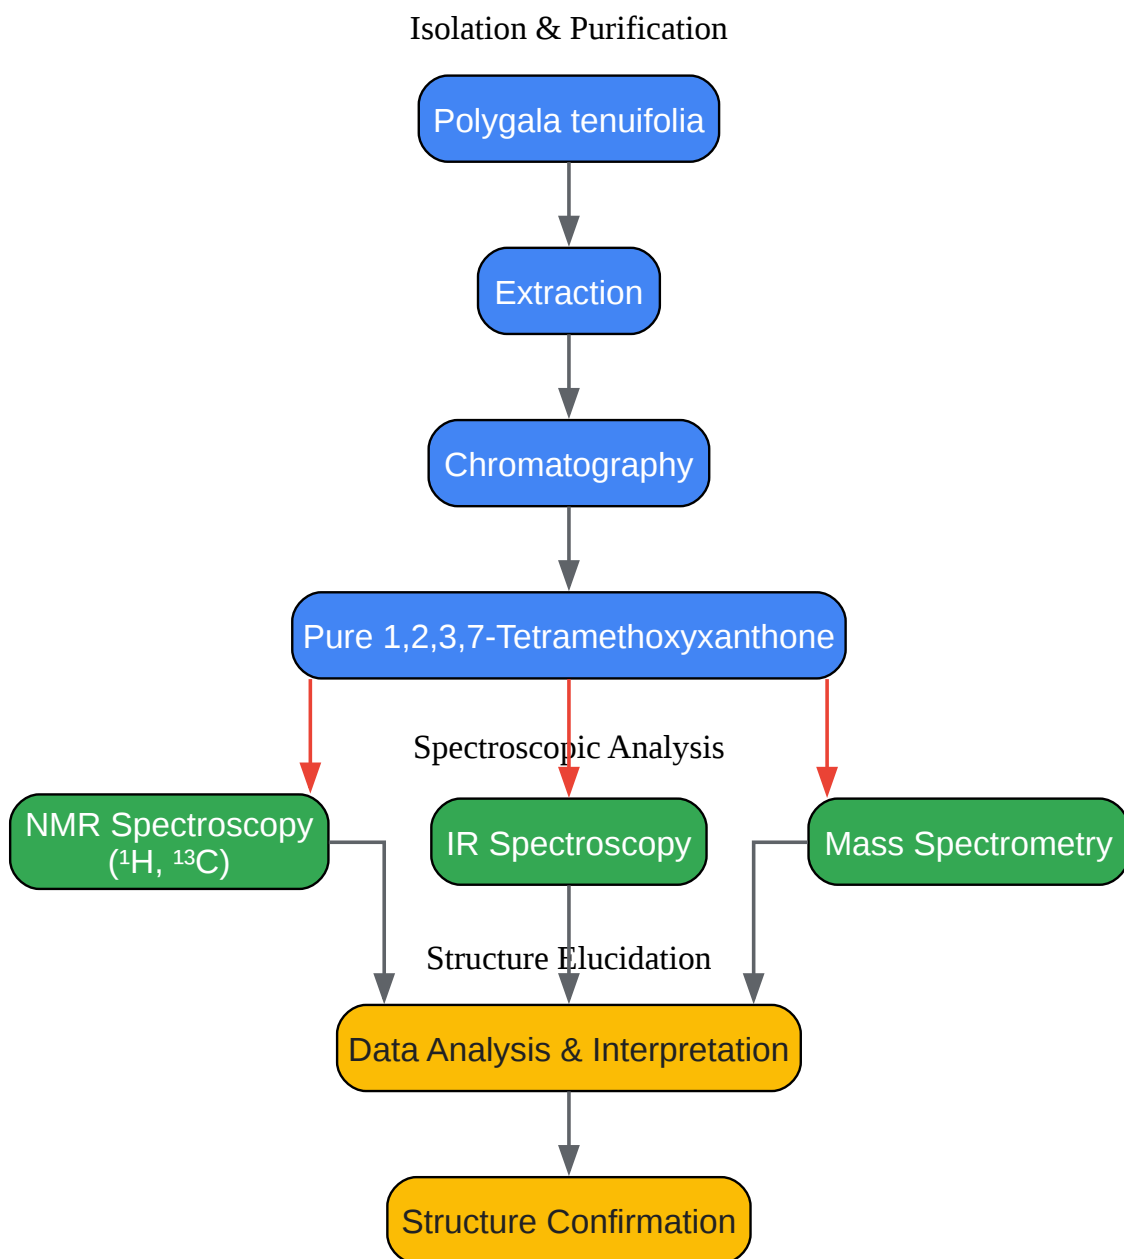 Isolation & Purification
Polygala tenuifolia
Extraction
Chromatography
Pure 1,2,3,7-Tetramethoxyxanthone
Spectroscopic Analysis
NMR Spectroscopy
(¹H, ¹³C)
IR Spectroscopy
Mass Spectrometry
Structure Elucidation
Data Analysis & Interpretation
Structure Confirmation